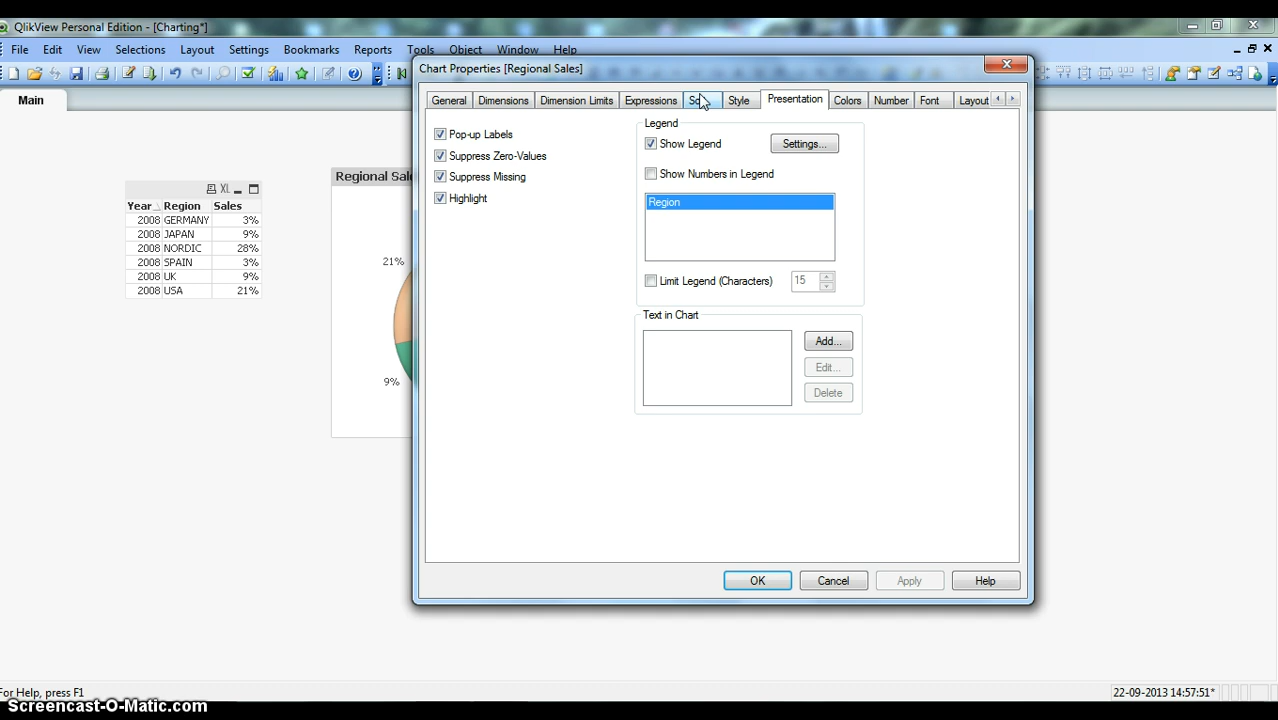 QlikView Personal Edition - [Charting*]
File Edit View Selections Layout Settings Bookmarks Reports Tools Object Window Help
Chart Properties [Regional Sales]
Main
General Dimensions Dimension Limits Expressions Style Presentation Colors Number Font Layout
Pop-up Labels
Suppress Zero-Values
Suppress Missing
Highlight
Legend
Show Legend Settings...
Show Numbers in Legend
Region
Limit Legend (Characters) 15
Text in Chart
Add...
Edit...
Delete
OK Cancel Apply Help
XL
Year Region Sales
2008 GERMANY 3%
2008 JAPAN 9%
2008 NORDIC 28%
2008 SPAIN 3%
2008 UK 9%
2008 USA 21%
Regional
21%
9%
For Help, press F1
22-09-2013 14:57:51*
Screencast-O-Matic.com